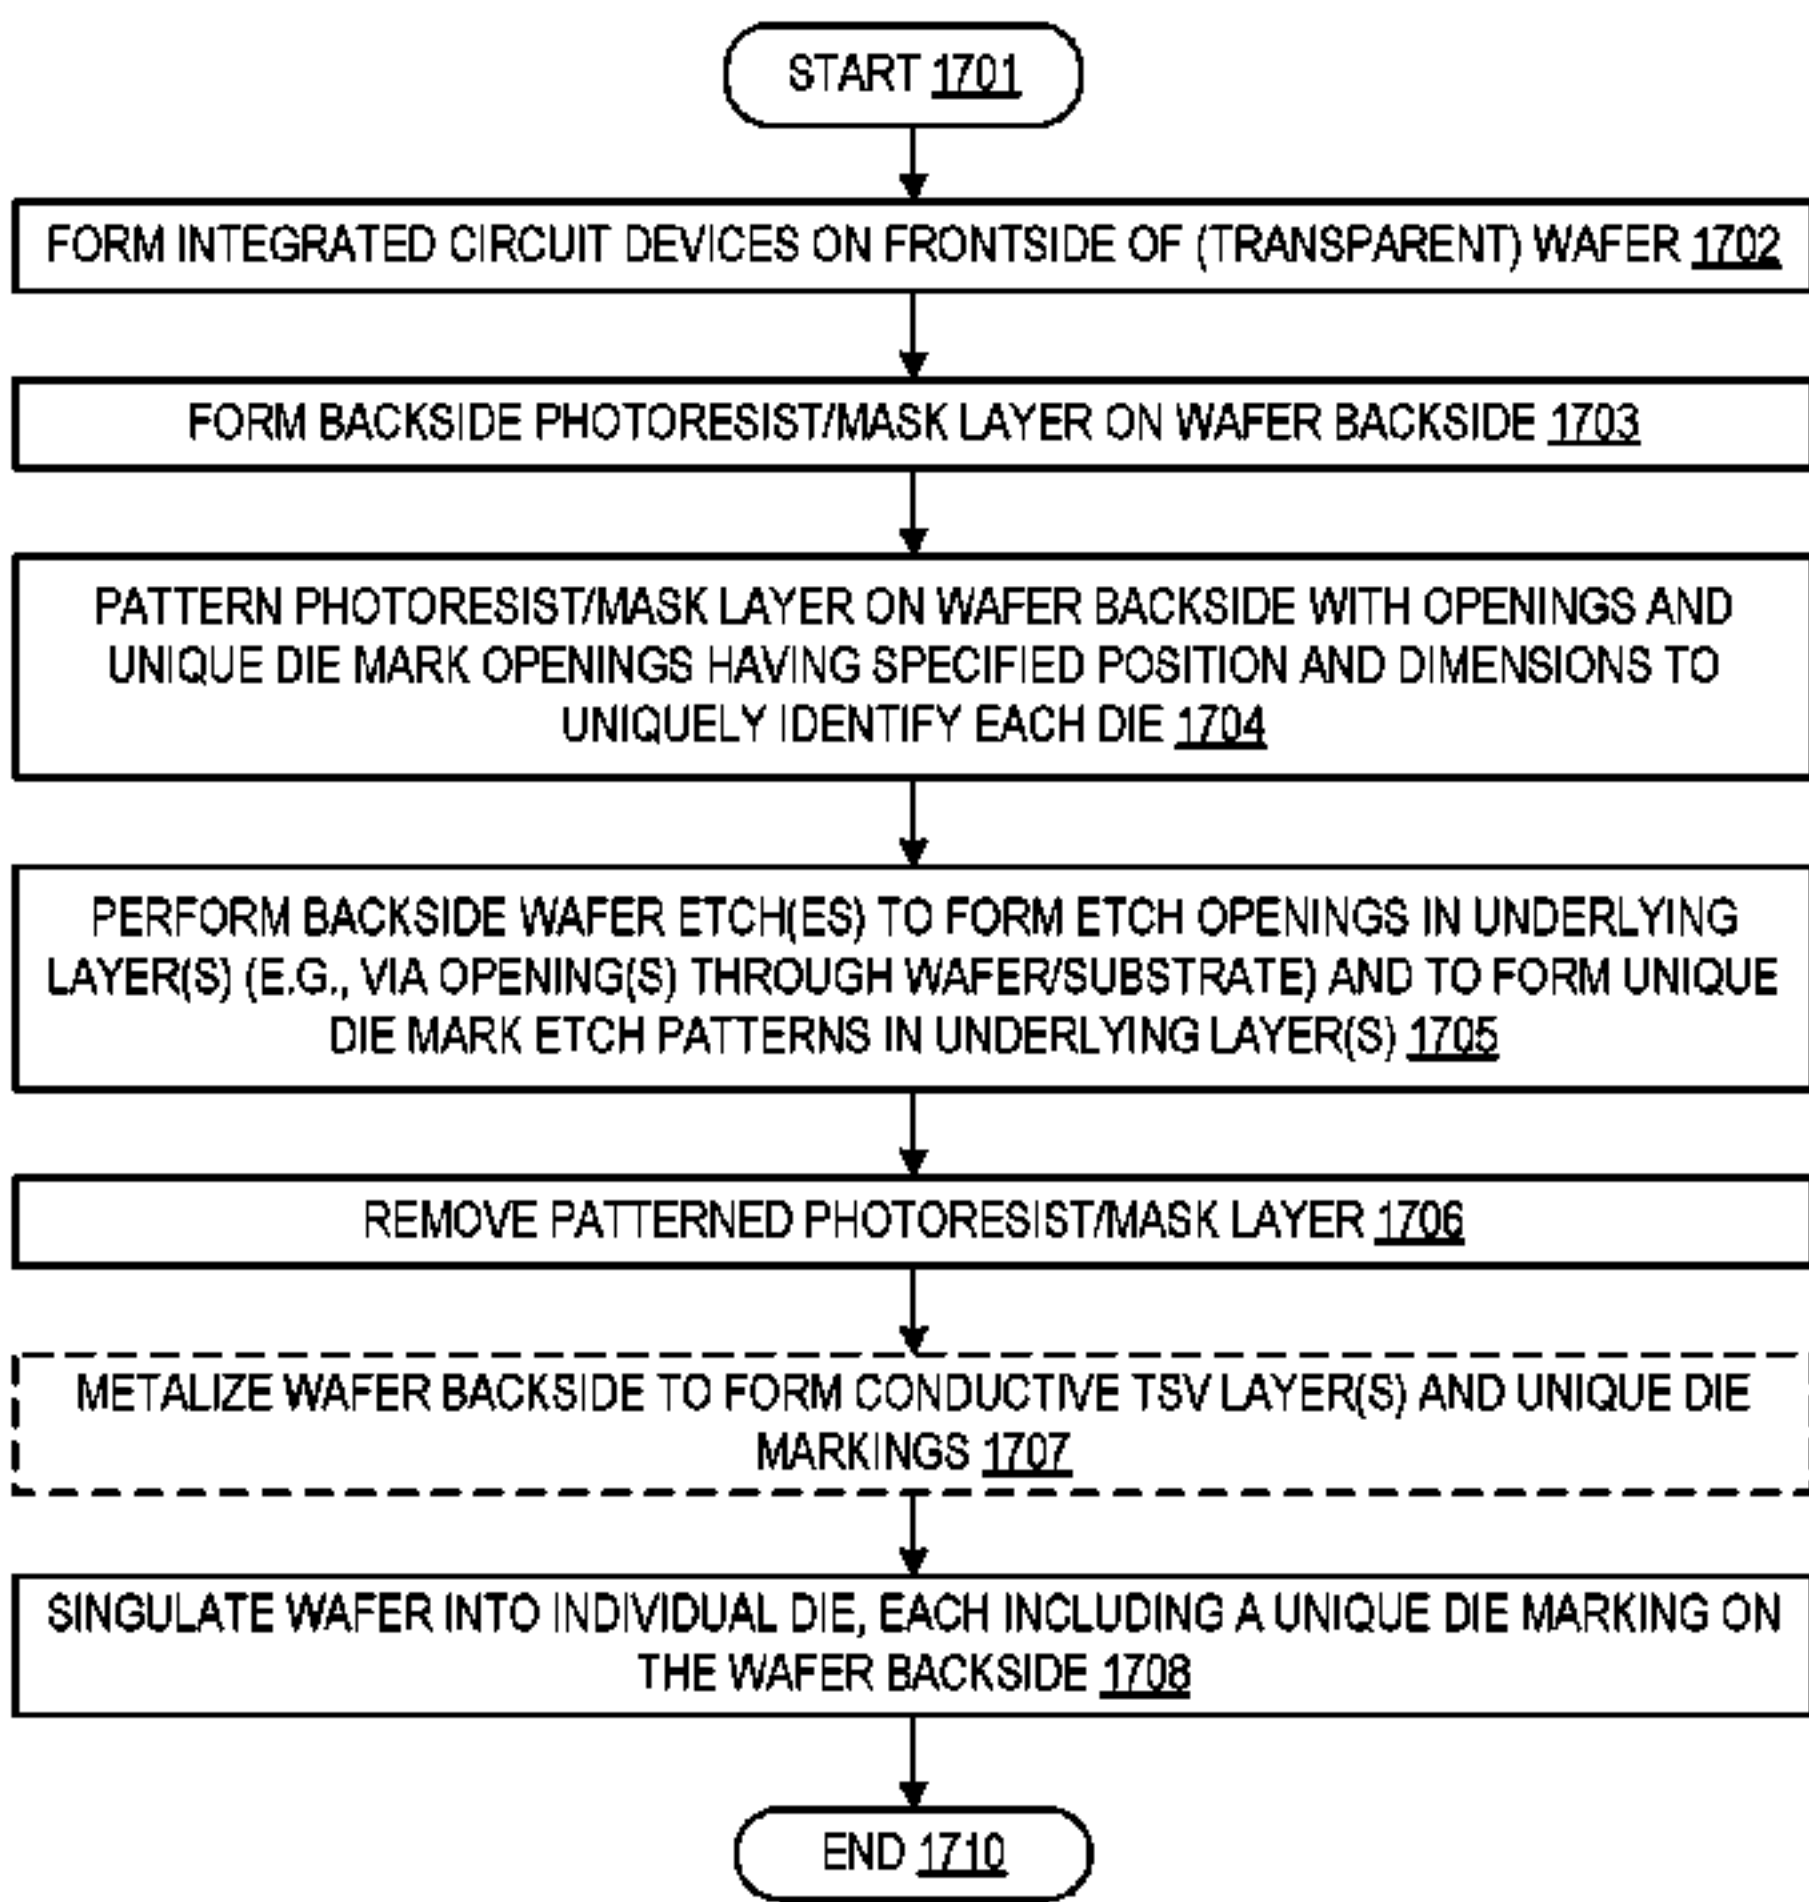 START 1701
FORM INTEGRATED CIRCUIT DEVICES ON FRONTSIDE OF (TRANSPARENT) WAFER 1702
FORM BACKSIDE PHOTORESIST/MASK LAYER ON WAFER BACKSIDE 1703
PATTERN PHOTORESIST/MASK LAYER ON WAFER BACKSIDE WITH OPENINGS AND
UNIQUE DIE MARK OPENINGS HAVING SPECIFIED POSITION AND DIMENSIONS TO
UNIQUELY IDENTIFY EACH DIE 1704
PERFORM BACKSIDE WAFER ETCH(ES) TO FORM ETCH OPENINGS IN UNDERLYING
LAYER(S) (E.G., VIA OPENING(S) THROUGH WAFER/SUBSTRATE) AND TO FORM UNIQUE
DIE MARK ETCH PATTERNS IN UNDERLYING LAYER(S) 1705
REMOVE PATTERNED PHOTORESIST/MASK LAYER 1706
METALIZE WAFER BACKSIDE TO FORM CONDUCTIVE TSV LAYER(S) AND UNIQUE DIE
MARKINGS 1707
SINGULATE WAFER INTO INDIVIDUAL DIE, EACH INCLUDING A UNIQUE DIE MARKING ON
THE WAFER BACKSIDE 1708
END 1710